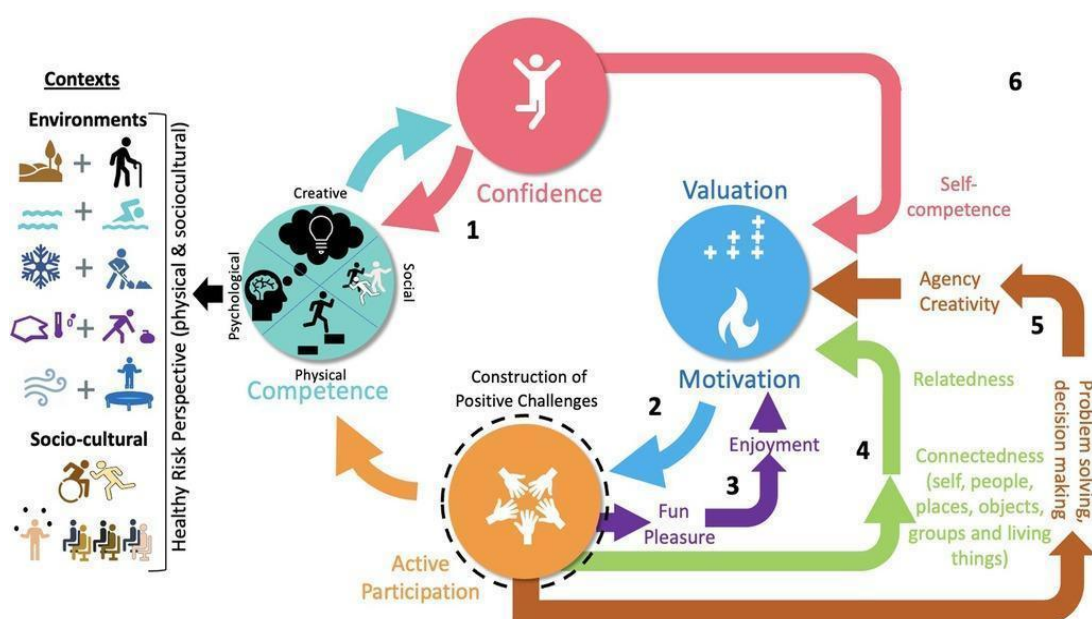 Contexts
Environments
Socio-cultural
Healthy Risk Perspective (physical & sociocultural)
Psychological
Creative
Social
Physical
Competence
1
Confidence
6
Valuation
Motivation
Self-
competence
Agency
Creativity
5
Relatedness
Construction of
Positive Challenges
2
Enjoyment
3
4
Fun
Pleasure
Connectedness
(self, people,
places, objects,
groups and living
things)
Problem solving,
decision making
Active
Participation